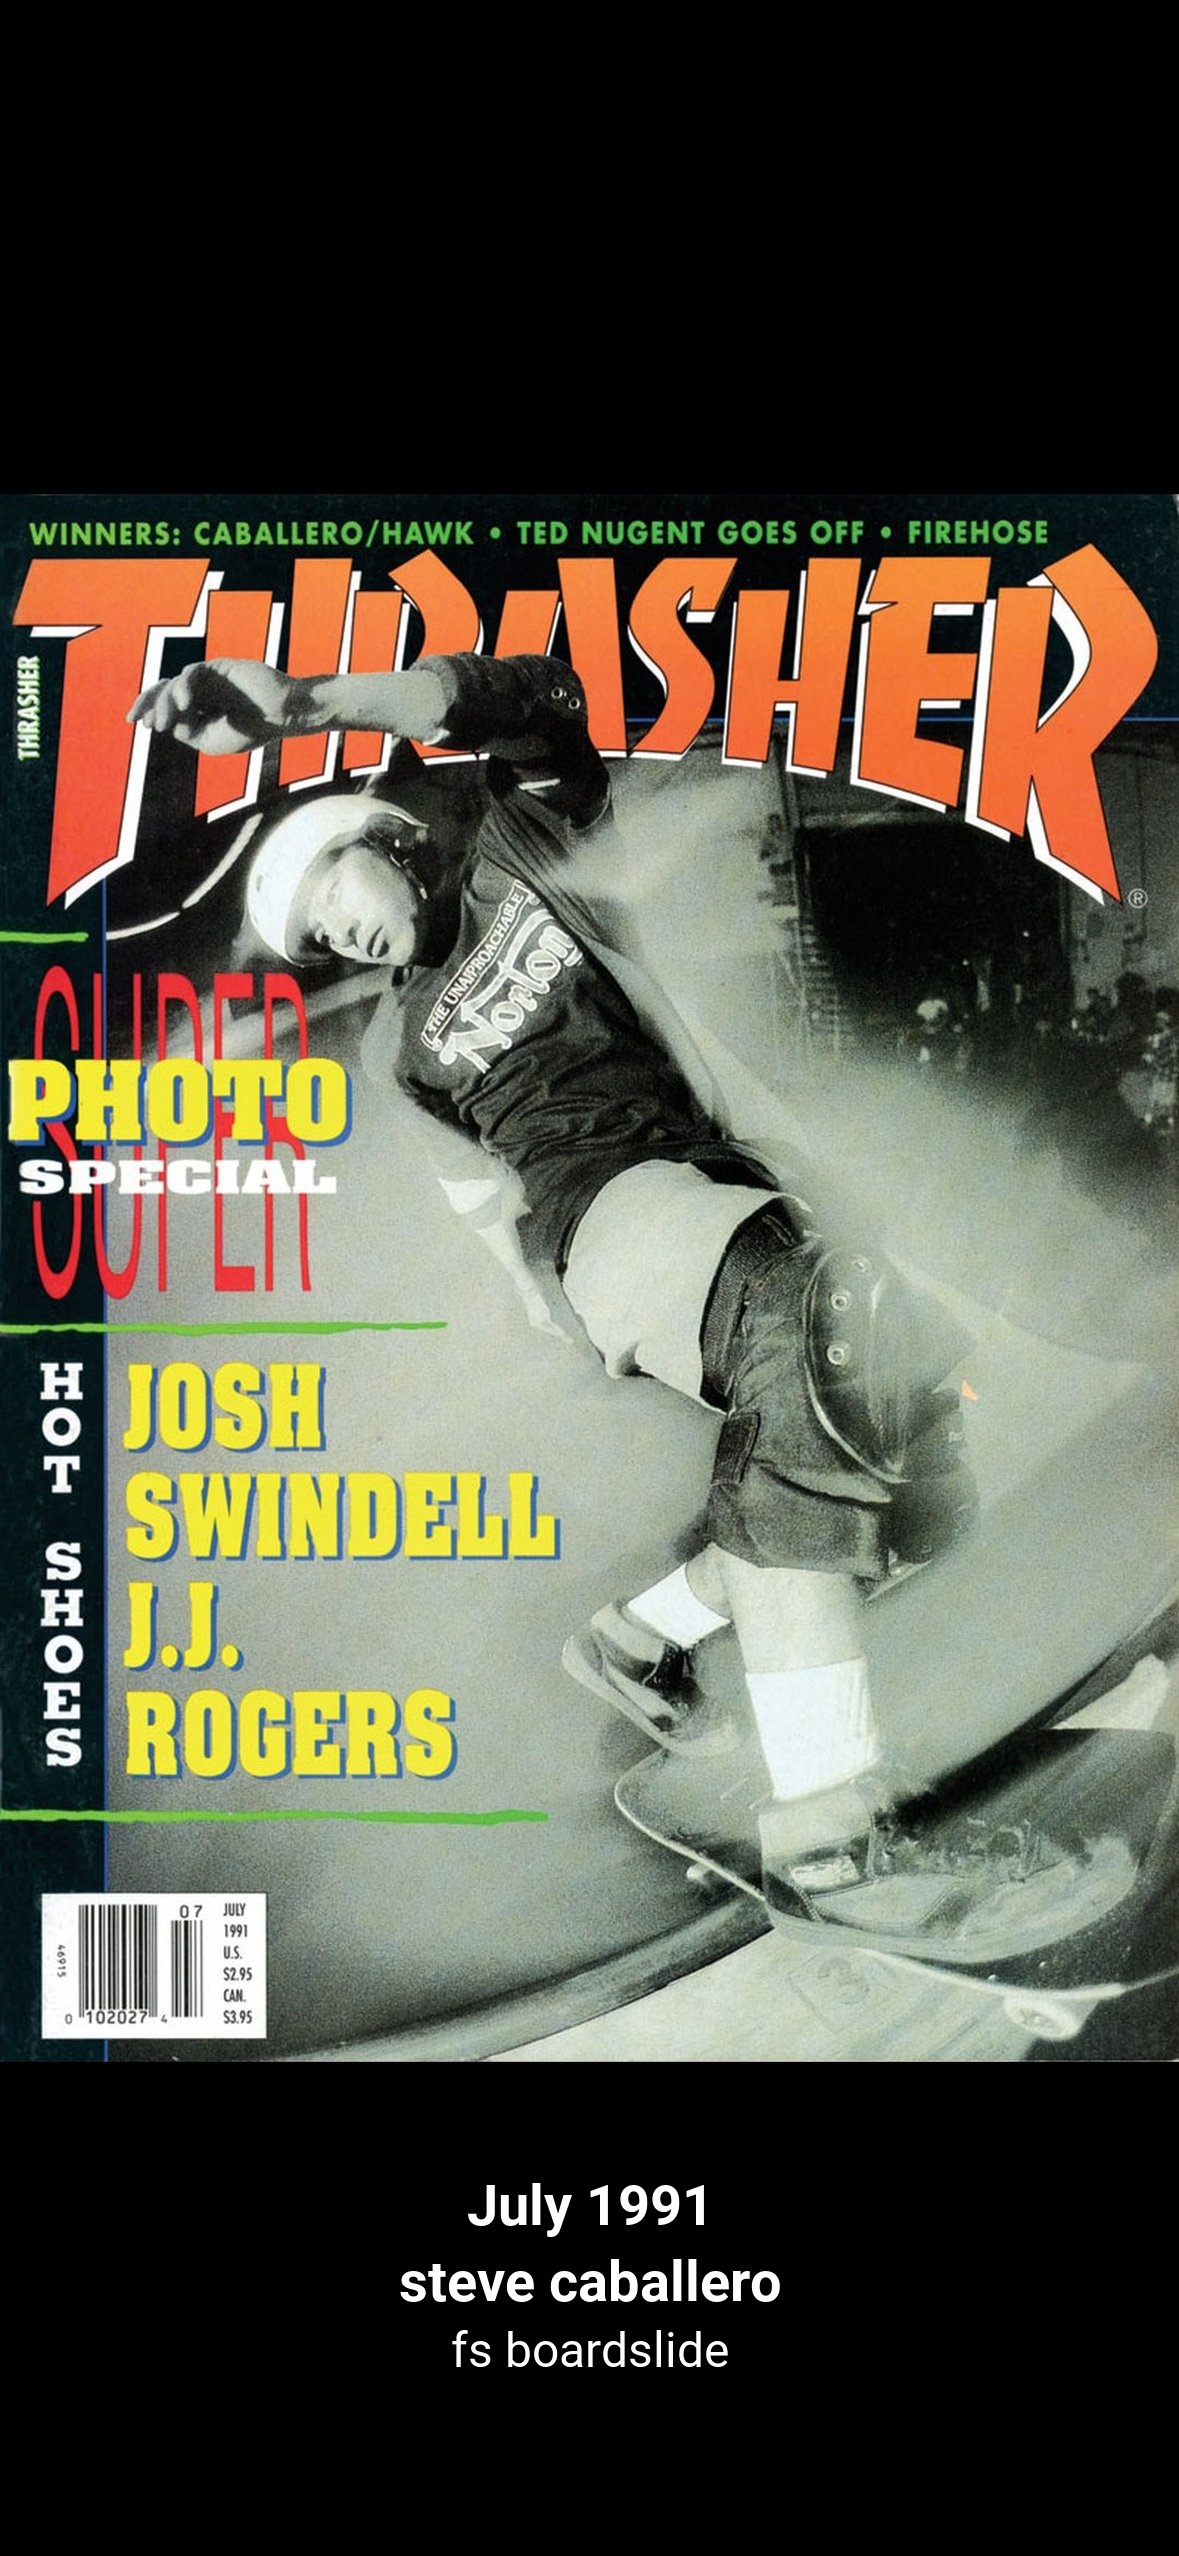 WINNERS: CABALLERO/HAWK • TED NUGENT GOES OFF • FIREHOSE
THRASHER
®
THRASHER
THE UNAPPROACHABLE
Norton
SUPER
PHOTO
SPECIAL
SUPER
HOT SHOES
JOSH
SWINDELL
J.J.
ROGERS
07
46915
0 102027 4
JULY
1991
U.S.
$2.95
CAN.
$3.95
July 1991
steve caballero
fs boardslide